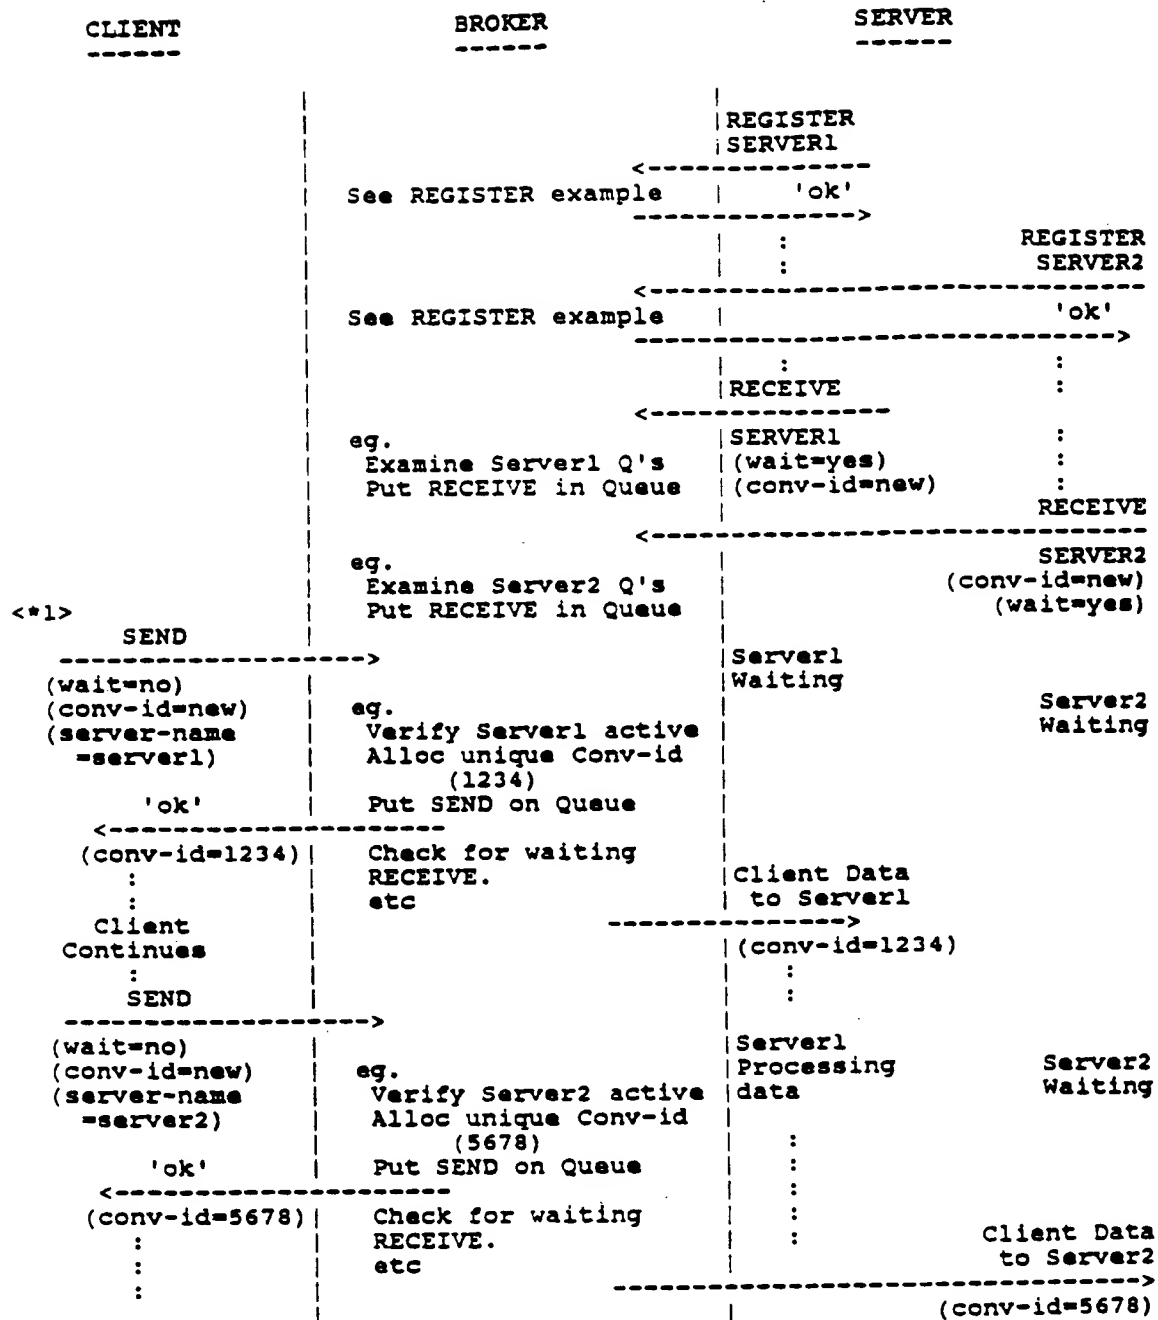 CLIENT BROKER SERVER
------ ------ ------
REGISTER
SERVER1
<---------------
See REGISTER example 'ok'
-------------->
: REGISTER
: SERVER2
<-------------------------------
See REGISTER example 'ok'
------------------------------>
: :
RECEIVE :
<----------------
eg. SERVER1 :
Examine Server1 Q's (wait=yes) :
Put RECEIVE in Queue (conv-id=new) :
RECEIVE
<--------------------------------
eg. SERVER2
Examine Server2 Q's (conv-id=new)
<*1> Put RECEIVE in Queue (wait=yes)
SEND
--------------------> Server1
(wait=no) Waiting
(conv-id=new) eg. Server2
(server-name Verify Server1 active Waiting
=server1) Alloc unique Conv-id
(1234)
'ok' Put SEND on Queue
<----------------------
(conv-id=1234) Check for waiting
: RECEIVE. Client Data
: etc to Server1
Client ---------------->
Continues (conv-id=1234)
: :
SEND :
-------------------->
(wait=no) Server1
(conv-id=new) eg. Processing Server2
(server-name Verify Server2 active data Waiting
=server2) Alloc unique Conv-id
(5678) :
'ok' Put SEND on Queue :
<---------------------- :
(conv-id=5678) Check for waiting :
: RECEIVE. : Client Data
: etc to Server2
: ---------------------------------->
(conv-id=5678)